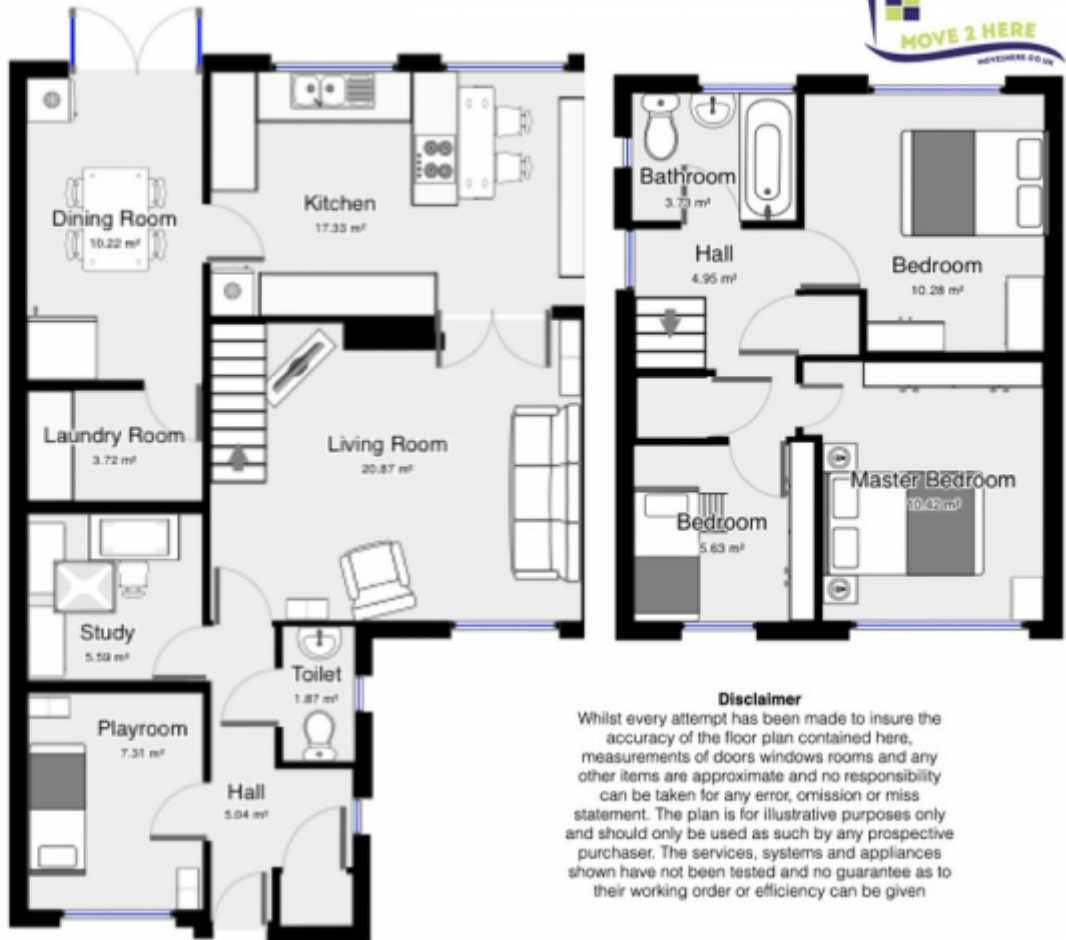 MOVE 2 HERE
MOVE2HERE.CO.UK
Dining Room
10.22 m²
Kitchen
17.33 m²
Laundry Room
3.72 m²
Living Room
20.87 m²
Study
5.59 m²
Toilet
1.87 m²
Playroom
7.31 m²
Hall
5.04 m²
Bathroom
3.73 m²
Hall
4.95 m²
Bedroom
10.28 m²
Master Bedroom
10.42 m²
Bedroom
5.63 m²
Disclaimer
Whilst every attempt has been made to insure the
accuracy of the floor plan contained here,
measurements of doors windows rooms and any
other items are approximate and no responsibility
can be taken for any error, omission or miss
statement. The plan is for illustrative purposes only
and should only be used as such by any prospective
purchaser. The services, systems and appliances
shown have not been tested and no guarantee as to
their working order or efficiency can be given